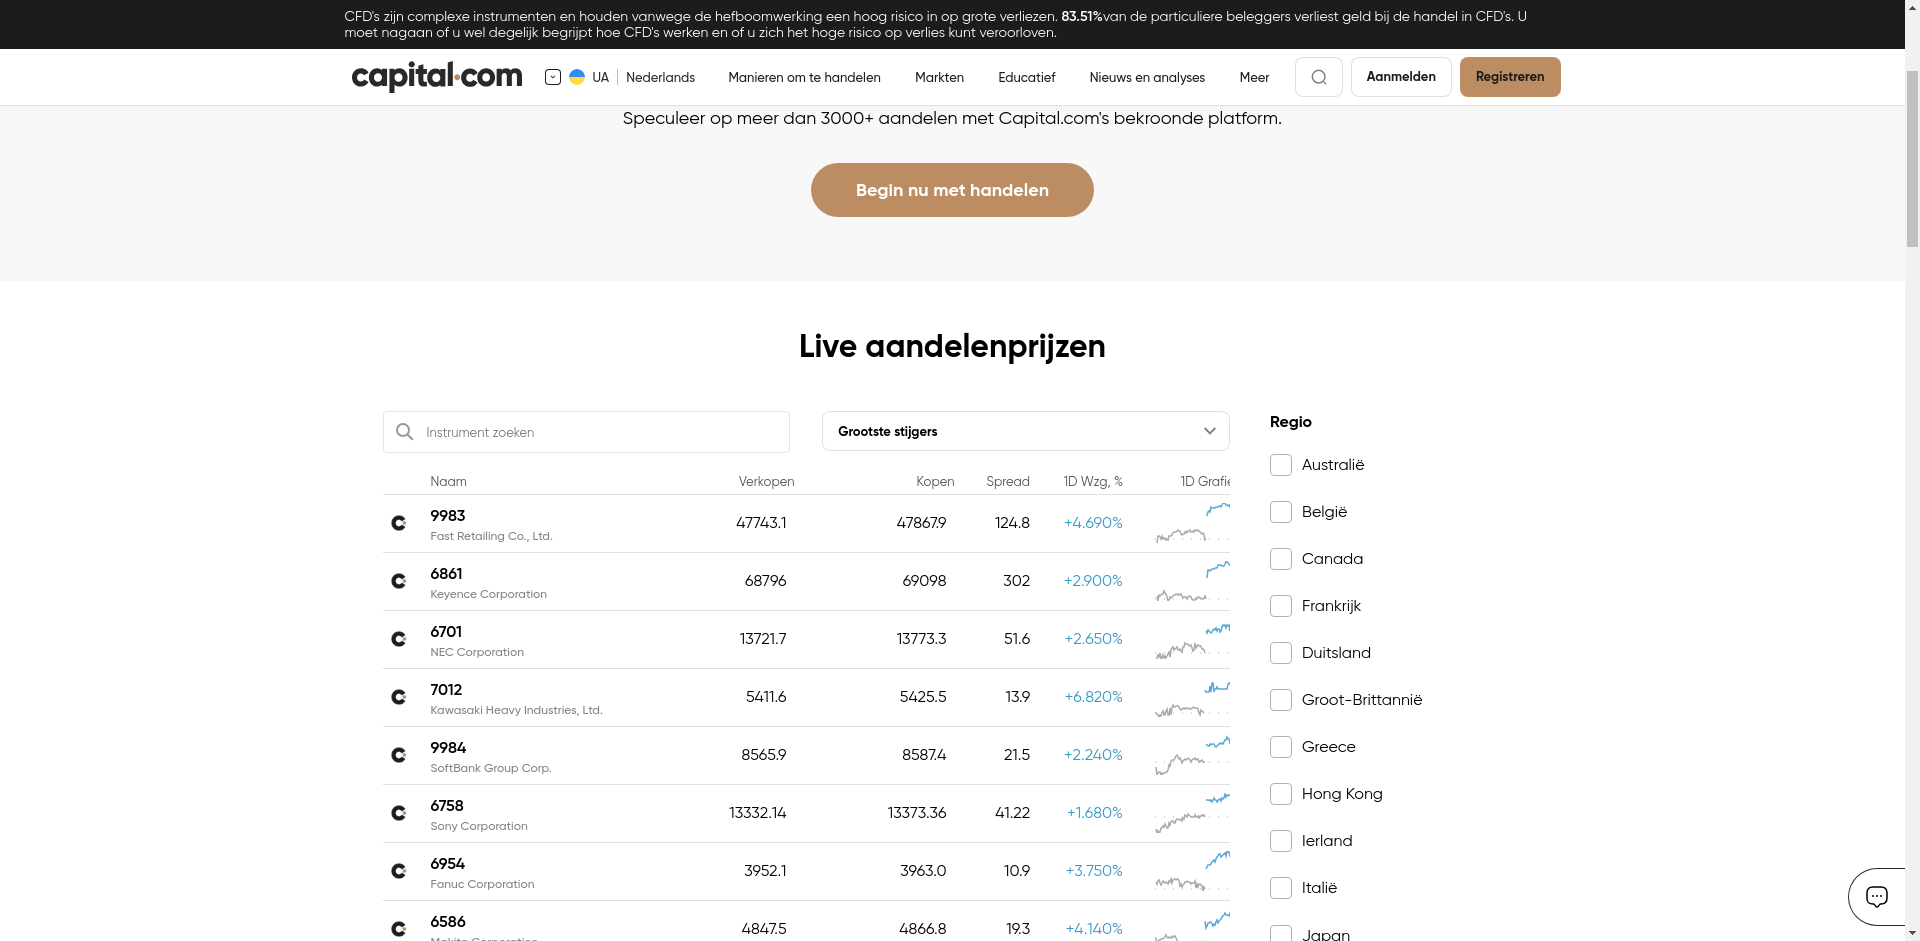 CFD's zijn complexe instrumenten en houden vanwege de hefboomwerking een hoog risico in op grote verliezen. 83.51%van de particuliere beleggers verliest geld bij de handel in CFD's. U
moet nagaan of u wel degelijk begrijpt hoe CFD's werken en of u zich het hoge risico op verlies kunt veroorloven.
capital.com UA Nederlands Manieren om te handelen Markten Educatief Nieuws en analyses Meer Aanmelden Registreren
Speculeer op meer dan 3000+ aandelen met Capital.com's bekroonde platform.
Begin nu met handelen
Live aandelenprijzen
Instrument zoeken
Grootste stijgers
Naam Verkopen Kopen Spread 1D Wzg, % 1D Grafie
9983 47743.1 47867.9 124.8 +4.690%
Fast Retailing Co., Ltd.
6861 68796 69098 302 +2.900%
Keyence Corporation
6701 13721.7 13773.3 51.6 +2.650%
NEC Corporation
7012 5411.6 5425.5 13.9 +6.820%
Kawasaki Heavy Industries, Ltd.
9984 8565.9 8587.4 21.5 +2.240%
SoftBank Group Corp.
6758 13332.14 13373.36 41.22 +1.680%
Sony Corporation
6954 3952.1 3963.0 10.9 +3.750%
Fanuc Corporation
6586 4847.5 4866.8 19.3 +4.140%
Makita Corporation
Regio
Australië
België
Canada
Frankrijk
Duitsland
Groot-Brittannië
Greece
Hong Kong
Ierland
Italië
Japan